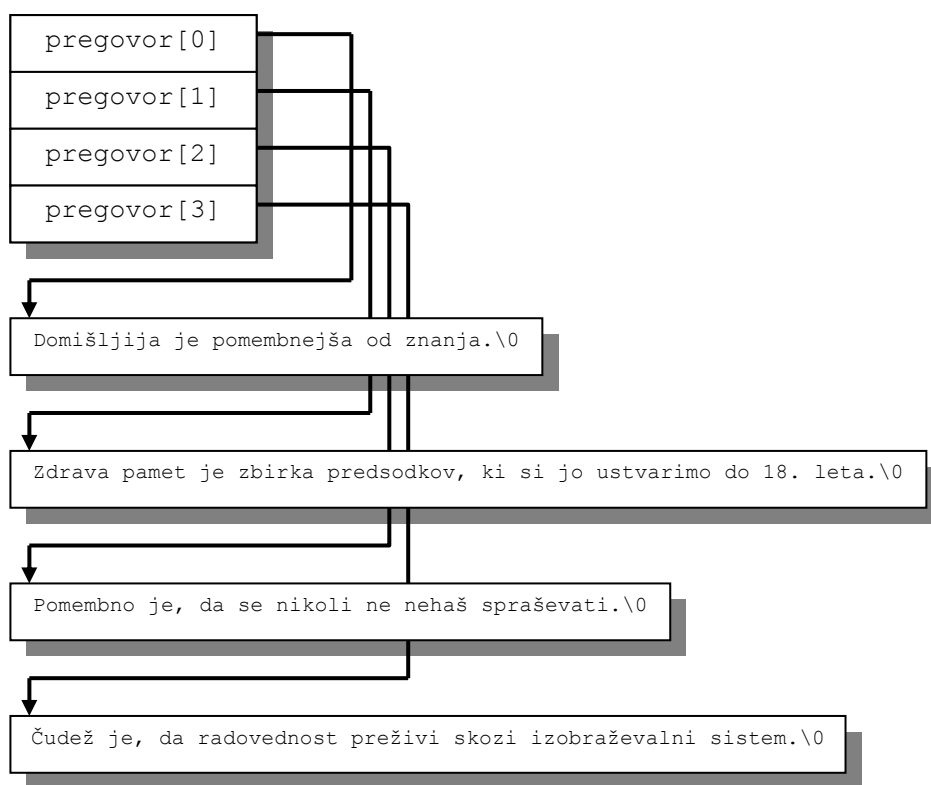 pregovor[0]
pregovor[1]
pregovor[2]
pregovor[3]
Domišljija je pomembnejša od znanja.\0
Zdrava pamet je zbirka predsodkov, ki si jo ustvarimo do 18. leta.\0
Pomembno je, da se nikoli ne nehaš spraševati.\0
Čudež je, da radovednost preživi skozi izobraževalni sistem.\0